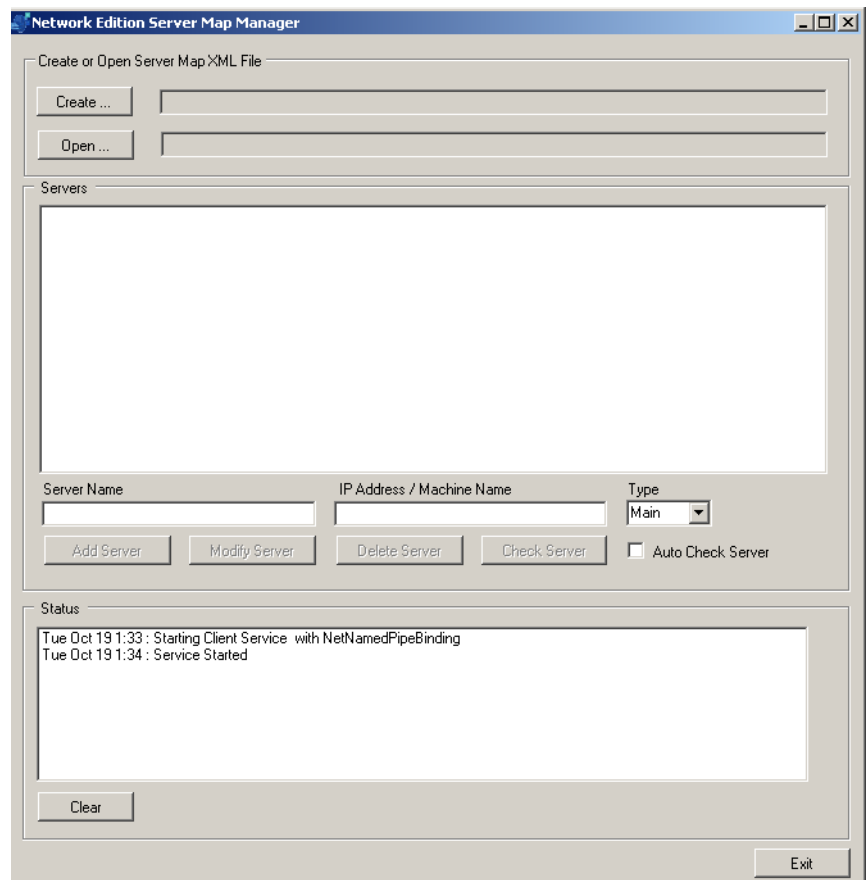 Network Edition Server Map Manager
Create or Open Server Map XML File
Create ...
Open ...
Servers
Server Name IP Address / Machine Name Type
Main
Add Server Modify Server Delete Server Check Server Auto Check Server
Status
Tue Oct 19 1:33 : Starting Client Service  with NetNamedPipeBinding
Tue Oct 19 1:34 : Service Started
Clear
Exit